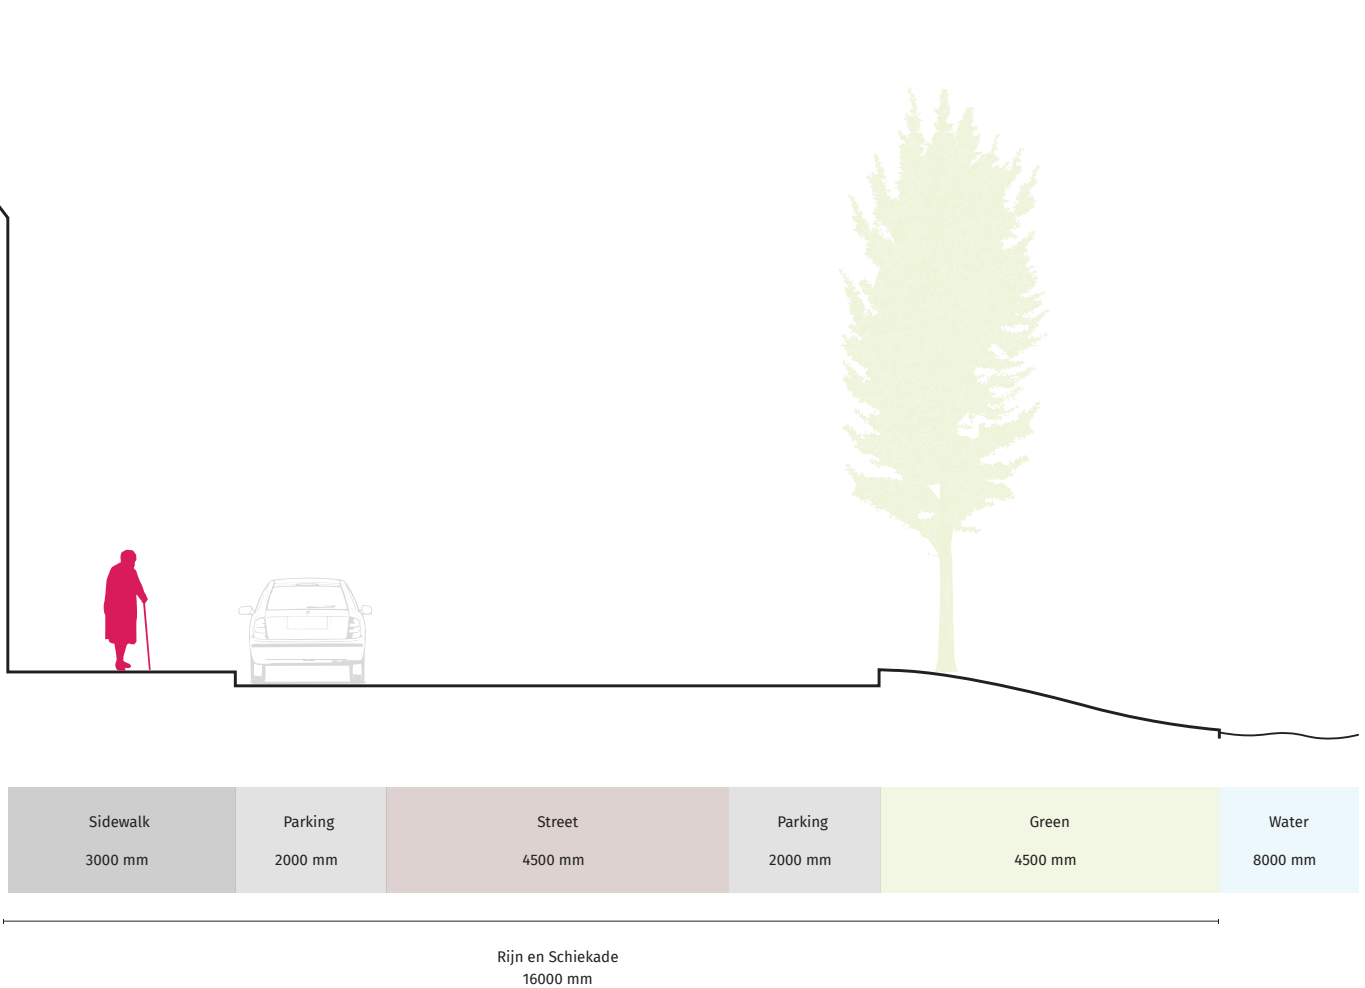 Sidewalk
3000 mm
Parking
2000 mm
Street
4500 mm
Parking
2000 mm
Green
4500 mm
Water
8000 mm
Rijn en Schiekade
16000 mm